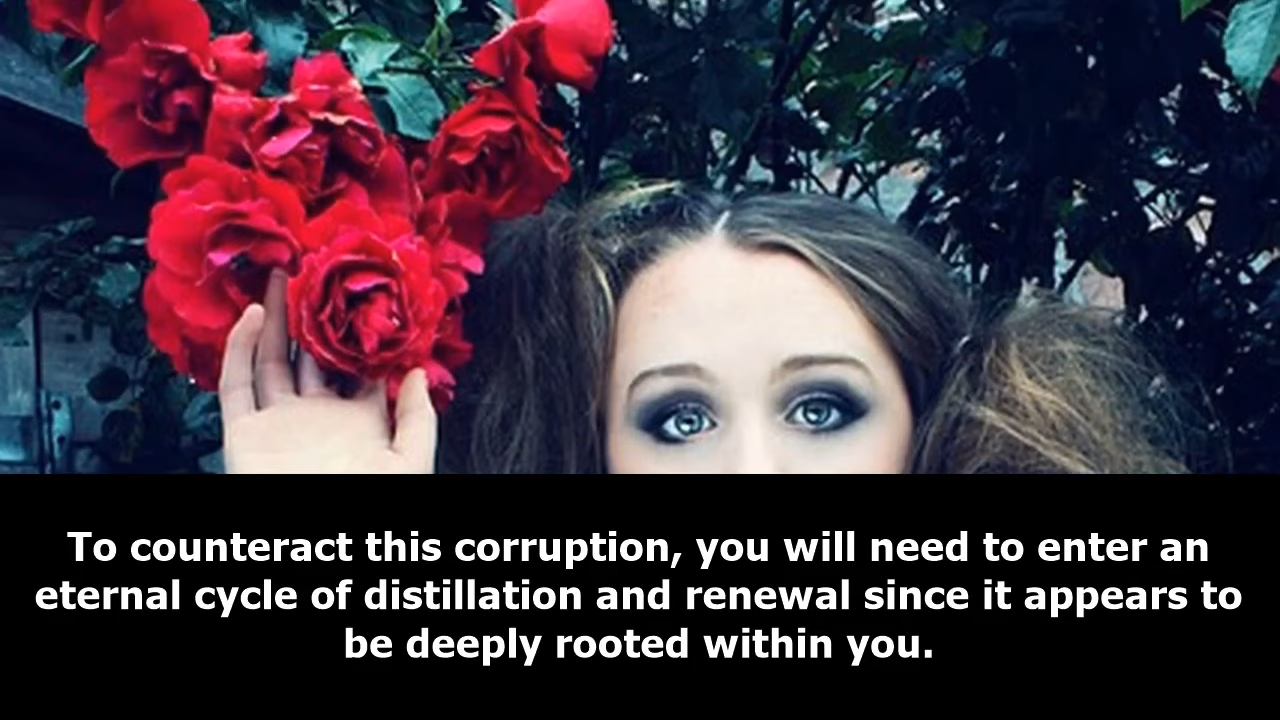 To counteract this corruption, you will need to enter an
eternal cycle of distillation and renewal since it appears to
be deeply rooted within you.